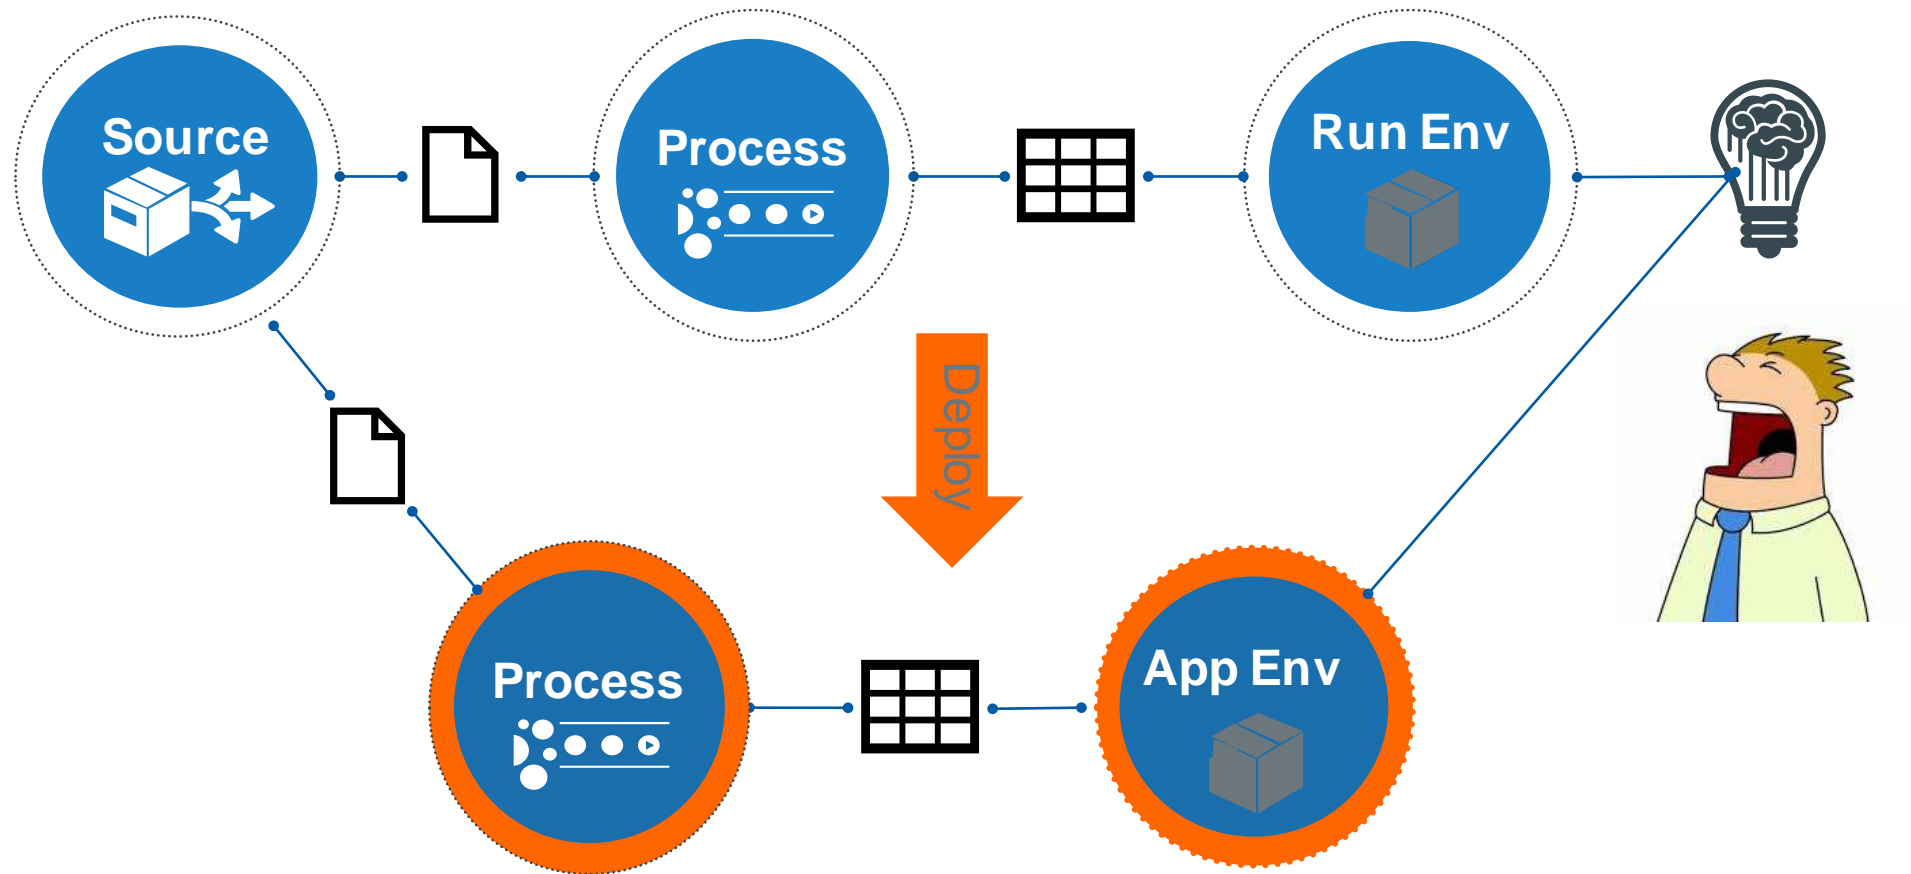 Source
Process
Run Env
Deploy
Process
App Env